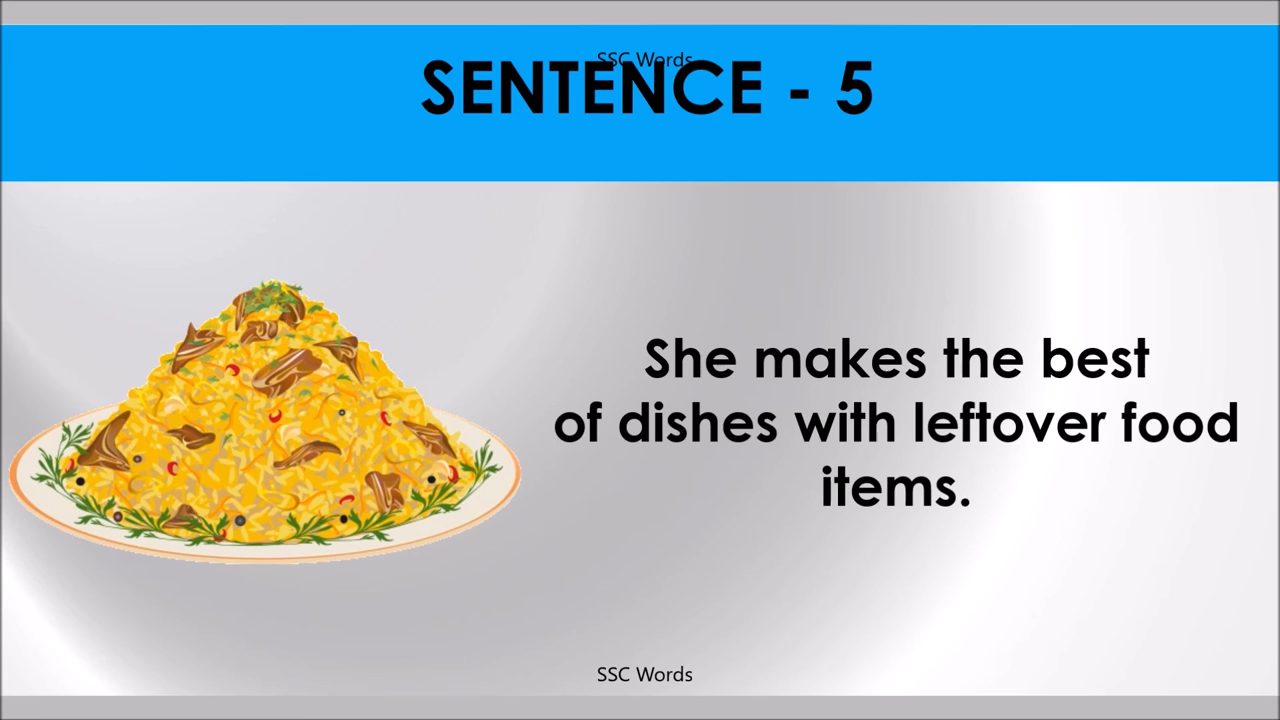 SSC Words
SENTENCE - 5
She makes the best
of dishes with leftover food
items.
SSC Words